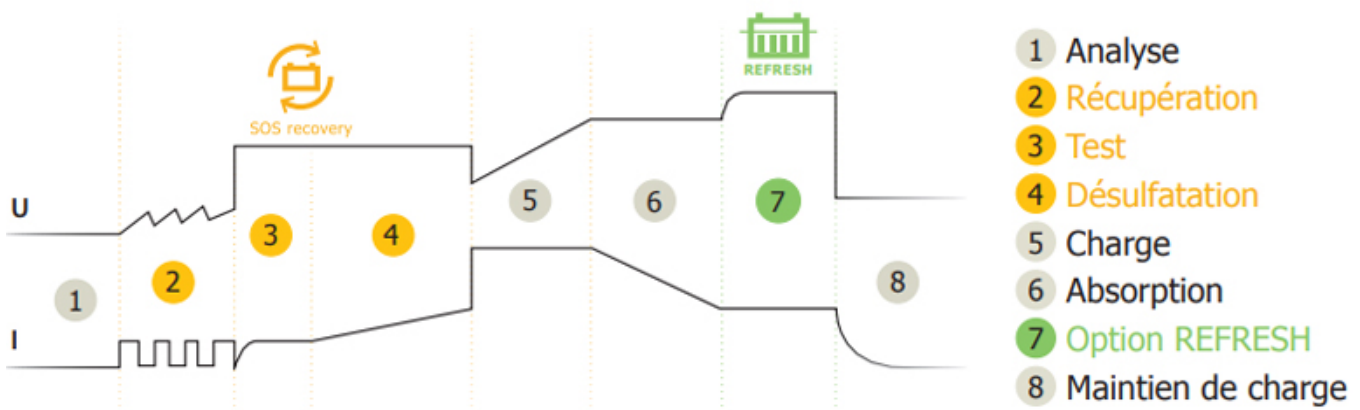 REFRESH
SOS recovery
U
I
1
2
3
4
5
6
7
8
1 Analyse
2 Récupération
3 Test
4 Désulfatation
5 Charge
6 Absorption
7 Option REFRESH
8 Maintien de charge